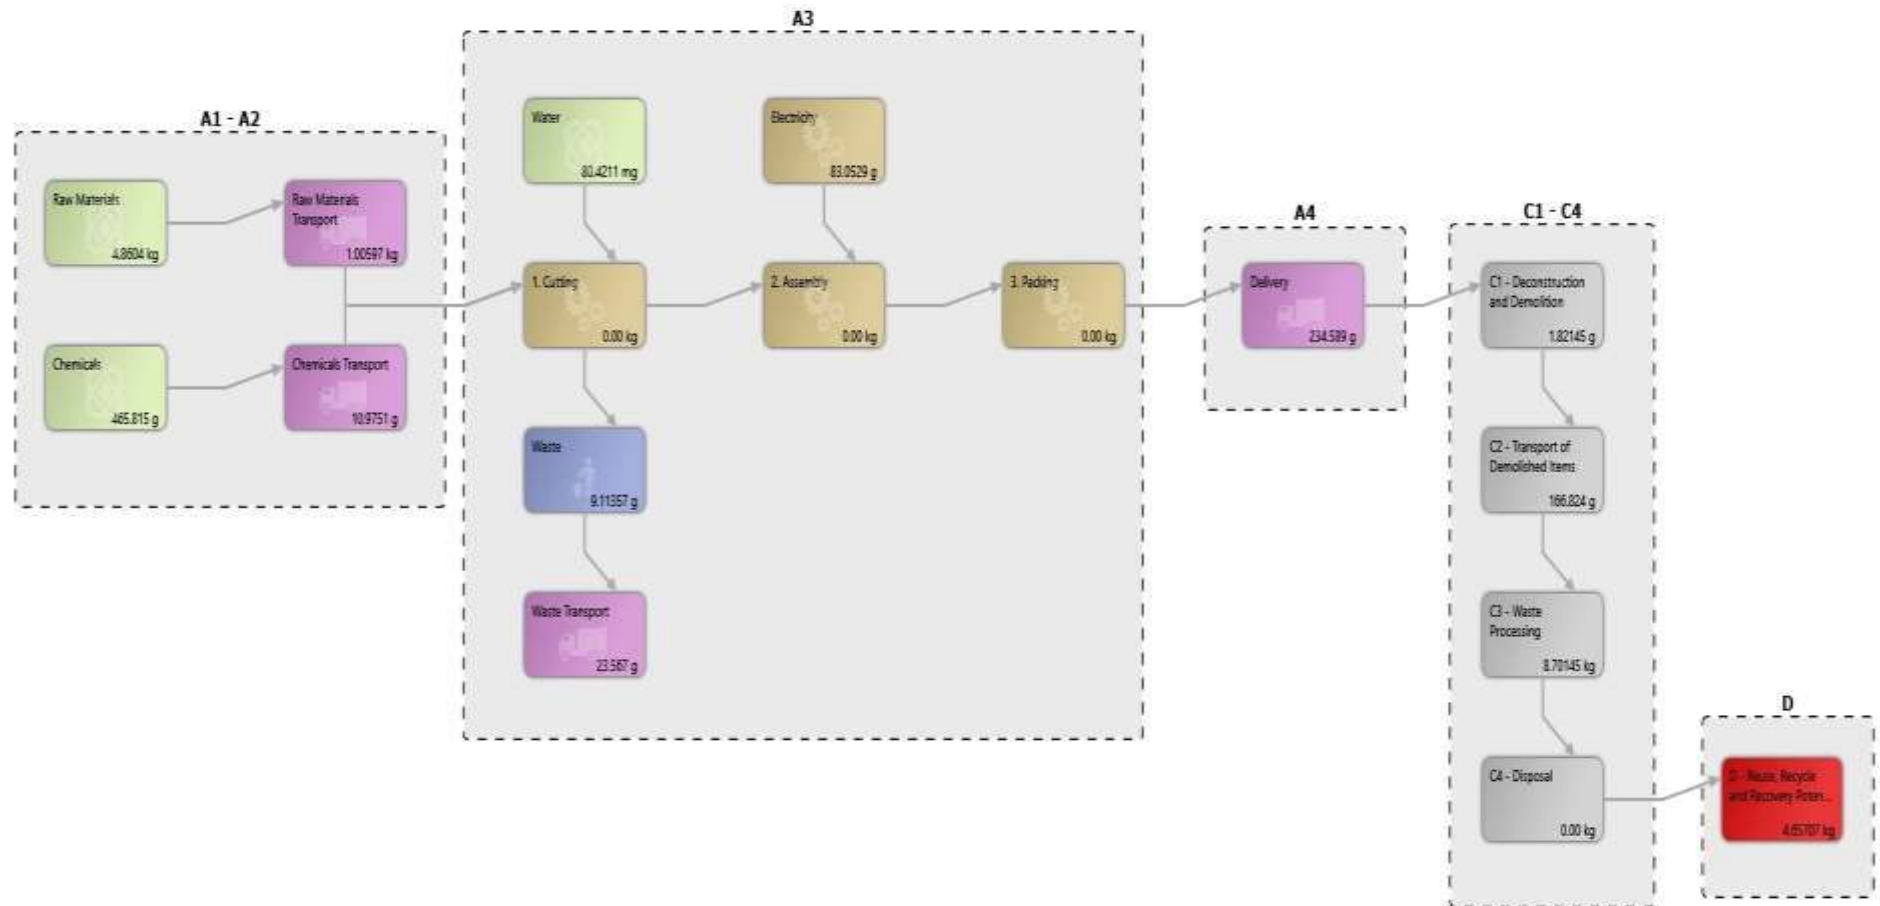 A3
A1 - A2
Water
80.4211 mg
Electricity
83.0529 g
Raw Materials
4.8604 kg
Raw Materials
Transport
1.00597 kg
A4
C1 - C4
1. Cutting
0.00 kg
2. Assembly
0.00 kg
3. Packing
0.00 kg
Delivery
234.589 g
C1 - Deconstruction
and Demolition
1.82145 g
Chemicals
465.815 g
Chemicals Transport
10.9751 g
Waste
9.11357 g
C2 - Transport of
Demolished Items
166.824 g
Waste Transport
23.567 g
C3 - Waste
Processing
8.70145 kg
D
C4 - Disposal
0.00 kg
D - Reuse, Recycle
and Recovery Poten...
4.65707 kg